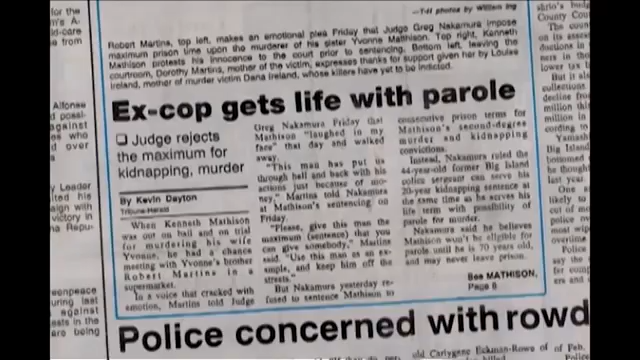 —T-H photos by William Ing
Robert Martins, top left, makes an emotional plea Friday that Judge Greg Nakamura impose
maximum prison time upon the murderer of his sister Yvonne Mathison. Top right, Kenneth
Mathison protests his innocence to the court prior to sentencing. Bottom left, leaving the
courtroom, Dorothy Martins, mother of the victim, expresses thanks for support given her by Louise
Ireland, mother of murder victim Dana Ireland, whose killers have yet to be indicted.
Ex-cop gets life with parole
❑ Judge rejects
the maximum for
kidnapping, murder
By Kevin Dayton
Tribune-Herald
When Kenneth Mathison
was out on bail and on trial
for murdering his wife
Yvonne, he had a chance
meeting with Yvonne's brother
Robert Martins in a
supermarket.
In a voice that cracked with
emotion, Martins told Judge
Greg Nakamura Friday that
Mathison "laughed in my
face" that day and walked
away.
"This man has put us
through hell and back with his
actions just because of mo-
ney," Martins told Nakamura
at Mathison's sentencing on
Friday.
"Please, give this man the
maximum (sentence) that you
can give somebody," Martins
said. "Use this man as an ex-
ample, and keep him off the
streets."
But Nakamura yesterday re-
fused to sentence Mathison to
consecutive prison terms for
Mathison's second-degree
murder and kidnapping
convictions.
Instead, Nakamura ruled the
44-year-old former Big Island
police sergeant can serve his
20-year kidnapping sentence at
the same time as he serves his
life term with possibility of
parole for murder.
Nakamura said he believes
Mathison won't be eligible for
parole until he is 70 years old,
and may never leave prison.
See MATHISON,
Page 8
Police concerned with rowd
old Carlygene Eckman-Rowe of
of Feb.